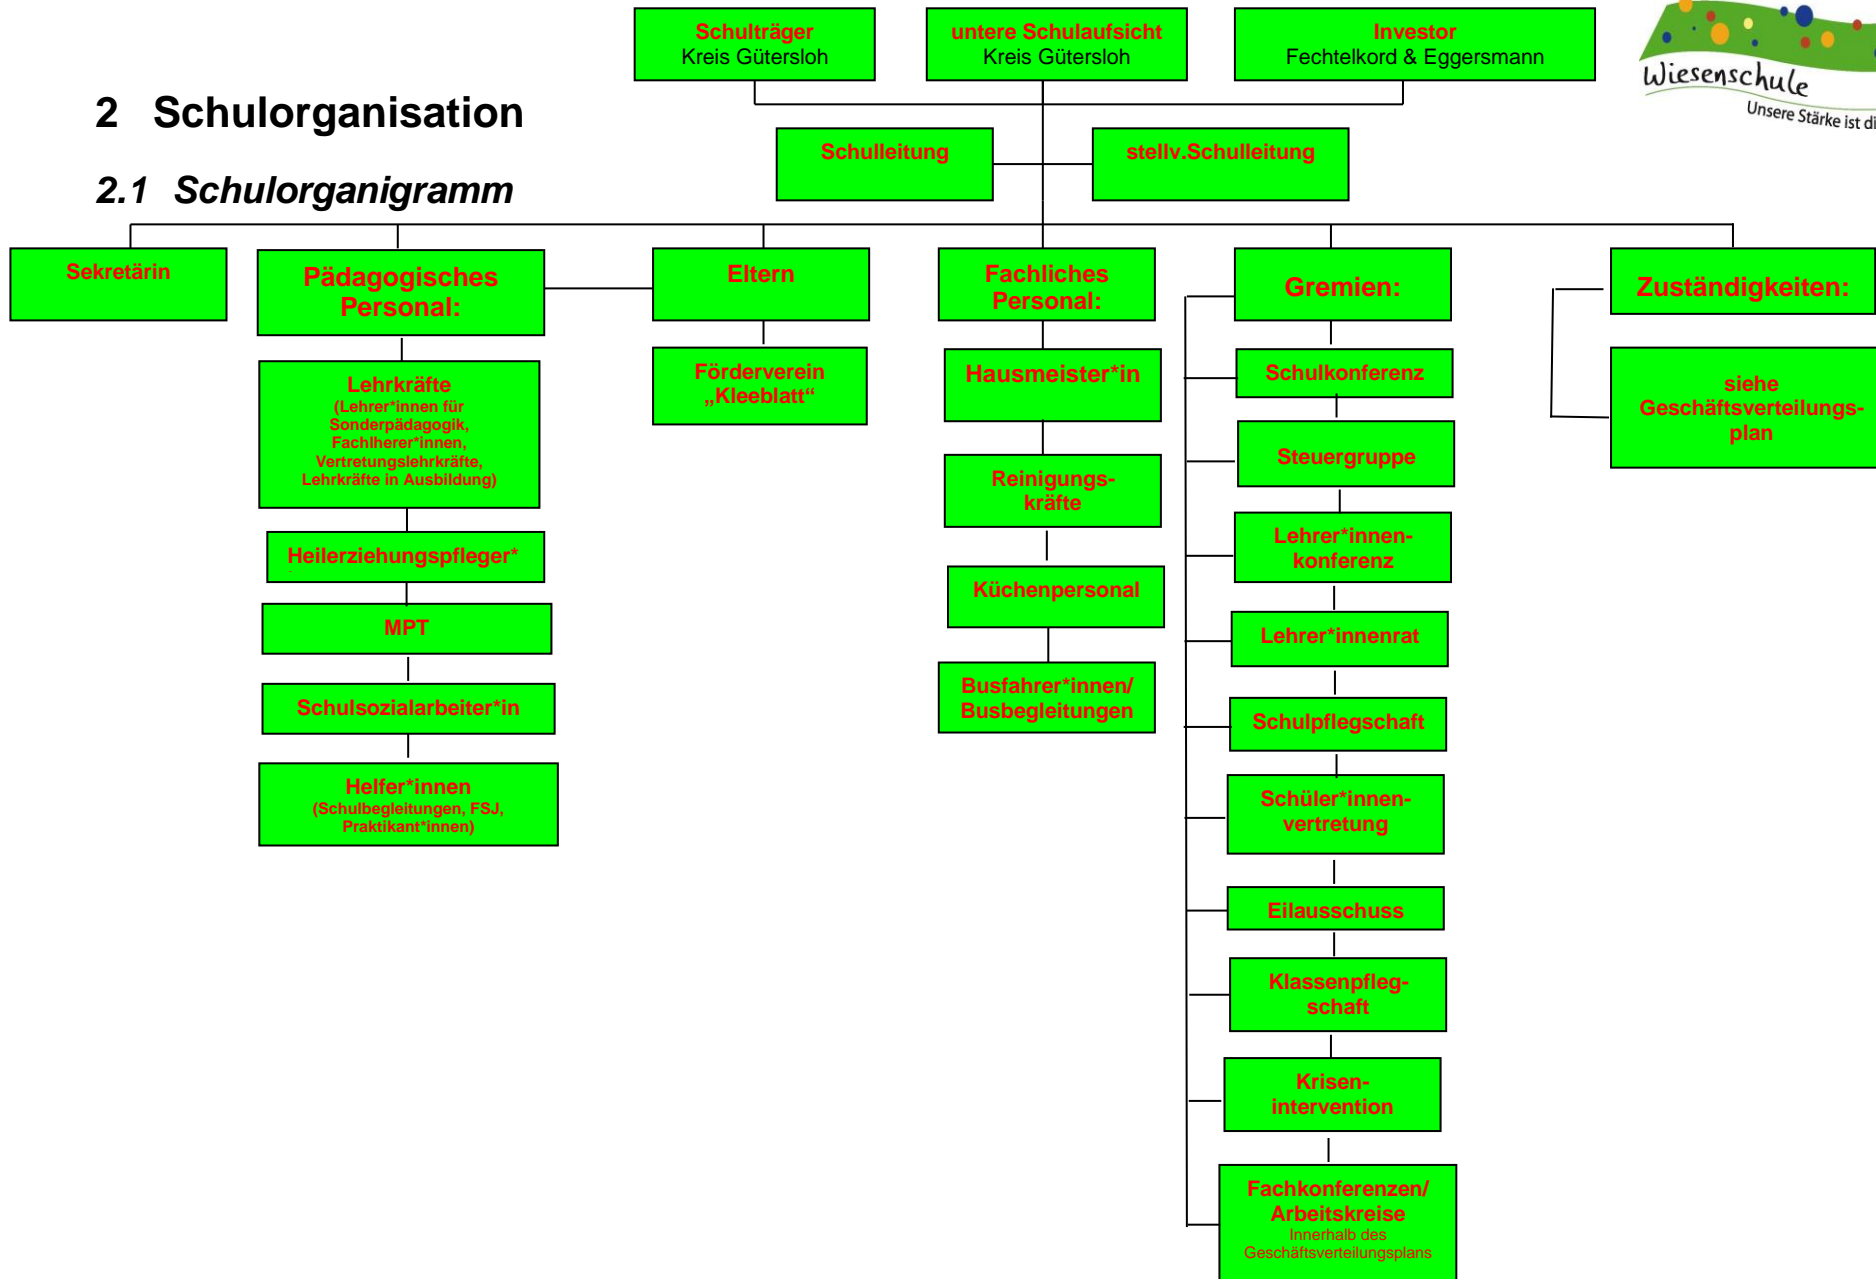 Schulträger
Kreis Gütersloh
untere Schulaufsicht
Kreis Gütersloh
Investor
Fechtelkord & Eggersmann
Wiesenschule
Unsere Stärke ist di
2 Schulorganisation
Schulleitung
stellv.Schulleitung
2.1 Schulorganigramm
Sekretärin
Pädagogisches
Personal:
Eltern
Fachliches
Personal:
Gremien:
Zuständigkeiten:
Lehrkräfte
(Lehrer*innen für
Sonderpädagogik,
Fachlherer*innen,
Vertretungslehrkräfte,
Lehrkräfte in Ausbildung)
Heilerziehungspfleger*
MPT
Schulsozialarbeiter*in
Helfer*innen
(Schulbegleitungen, FSJ,
Praktikant*innen)
Förderverein
„Kleeblatt“
Hausmeister*in
Reinigungs-
kräfte
Küchenpersonal
Busfahrer*innen/
Busbegleitungen
Schulkonferenz
Steuergruppe
Lehrer*innen-
konferenz
Lehrer*innenrat
Schulpflegschaft
Schüler*innen-
vertretung
Eilausschuss
Klassenpfleg-
schaft
Krisen-
intervention
Fachkonferenzen/
Arbeitskreise
Innerhalb des
Geschäftsverteilungsplans
siehe
Geschäftsverteilungs-
plan